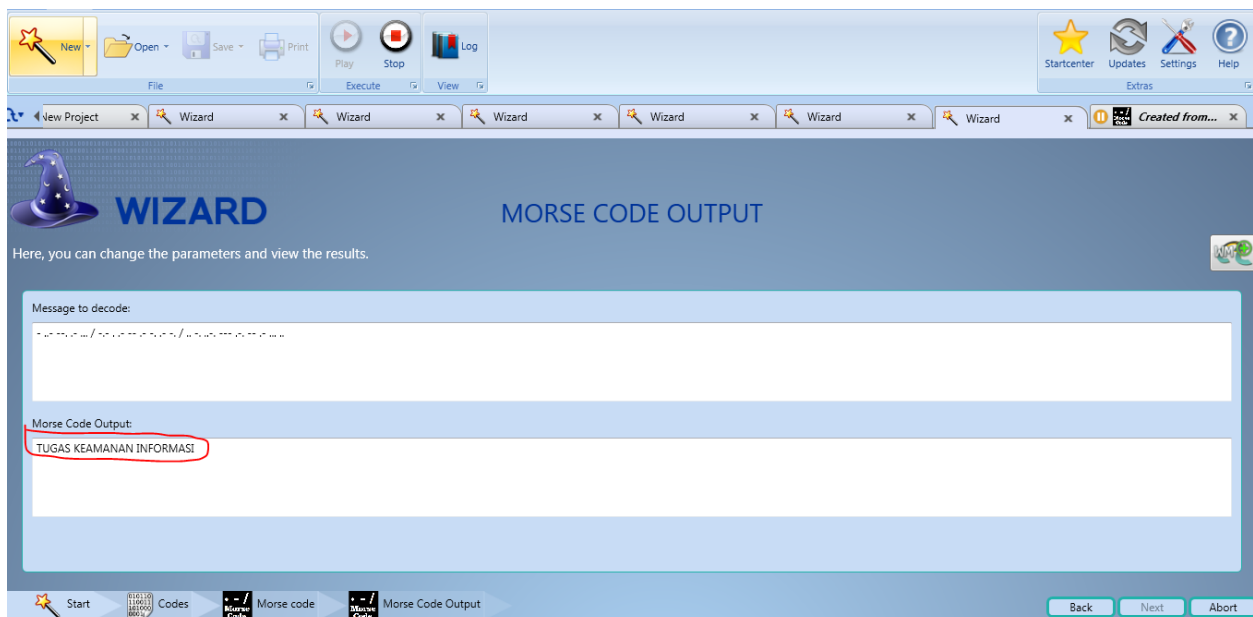 New Open Save Print Play Stop Log Startcenter Updates Settings Help
File Execute View Extras
New Project Wizard Wizard Wizard Wizard Wizard Wizard Created from...
WIZARD MORSE CODE OUTPUT
Here, you can change the parameters and view the results.
Message to decode:
- ..- --. .- ... / -.- . .- -- .- -. .- -. / .. -. ..-. --- .-. -- .- ... ..
Morse Code Output:
TUGAS KEAMANAN INFORMASI
Start Codes Morse code Morse Code Output Back Next Abort